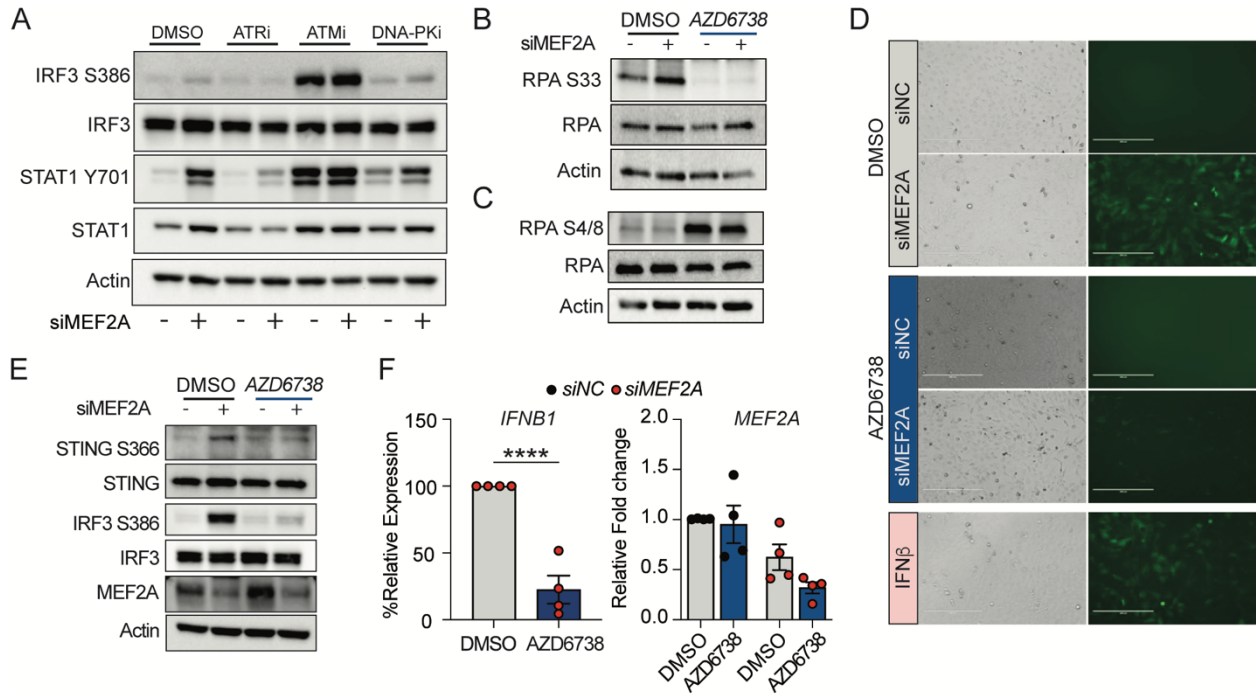 A
DMSO ATRi ATMi DNA-PKi
IRF3 S386
IRF3
STAT1 Y701
STAT1
Actin
siMEF2A - + - + - + - +
B
DMSO AZD6738
siMEF2A - + - +
RPA S33
RPA
Actin
C
RPA S4/8
RPA
Actin
D
DMSO
siNC
siMEF2A
AZD6738
siNC
siMEF2A
IFNβ
E
DMSO AZD6738
siMEF2A - + - +
STING S366
STING
IRF3 S386
IRF3
MEF2A
Actin
F
siNC siMEF2A
IFNB1
%Relative Expression
150
100
50
0
****
DMSO AZD6738
MEF2A
Relative Fold change
2.0
1.5
1.0
0.5
0.0
DMSO AZD6738 DMSO AZD6738